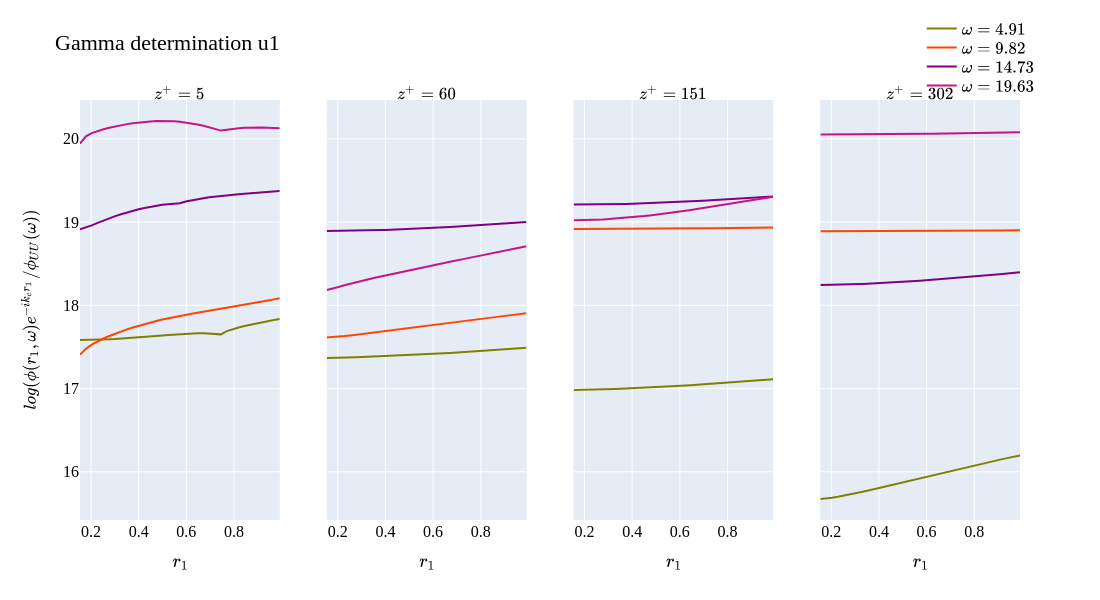 Gamma determination u1
ω = 4.91
ω = 9.82
ω = 14.73
ω = 19.63
z⁺ = 5
z⁺ = 60
z⁺ = 151
z⁺ = 302
log(ϕ(r₁, ω)e^{−ik_c r₁}/ϕ_{UU}(ω))
20
19
18
17
16
0.2 0.4 0.6 0.8
0.2 0.4 0.6 0.8
0.2 0.4 0.6 0.8
0.2 0.4 0.6 0.8
r₁
r₁
r₁
r₁